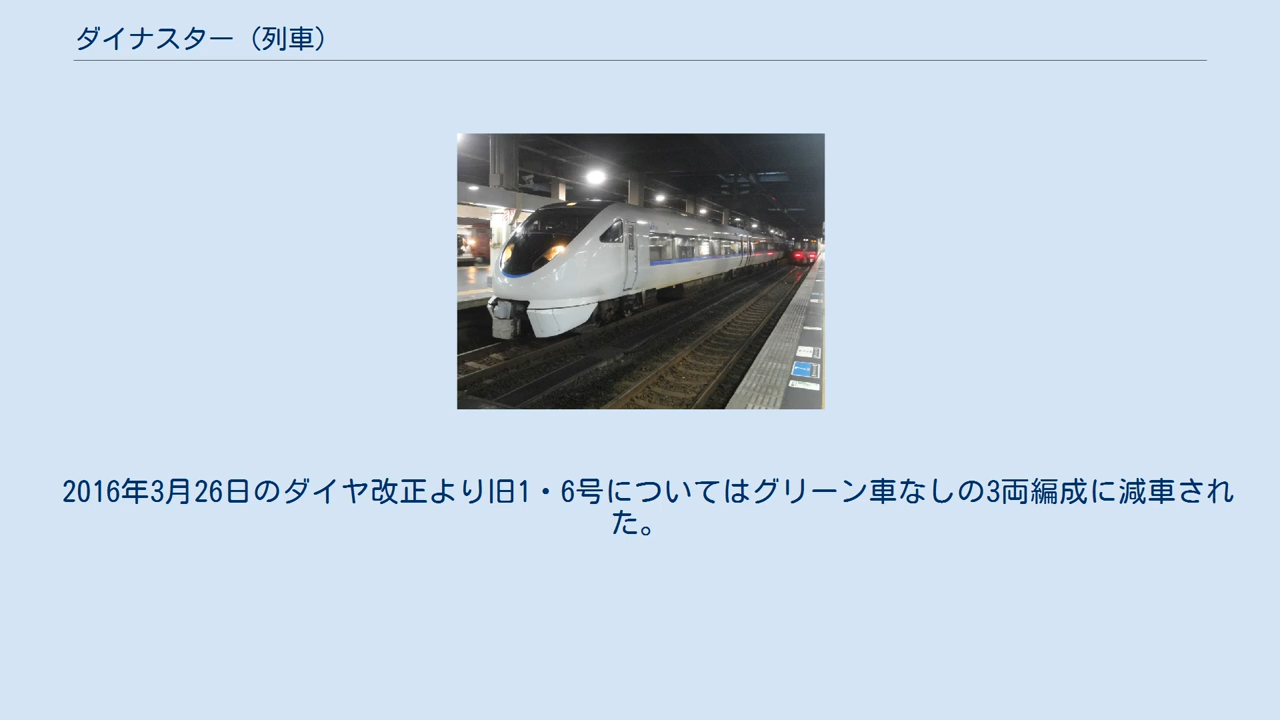 ダイナスター（列車）
2016年3月26日のダイヤ改正より旧1・6号についてはグリーン車なしの3両編成に減車され
た。